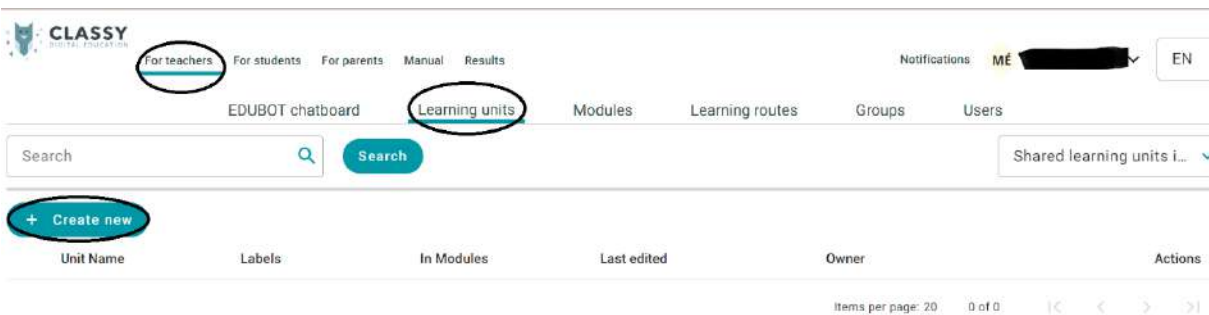 CLASSY
DIGITAL EDUCATION
For teachers For students For parents Manual Results
Notifications MÉ EN
EDUBOT chatboard Learning units Modules Learning routes Groups Users
Search Search Shared learning units i...
+ Create new
Unit Name Labels In Modules Last edited Owner Actions
Items per page: 20 0 of 0